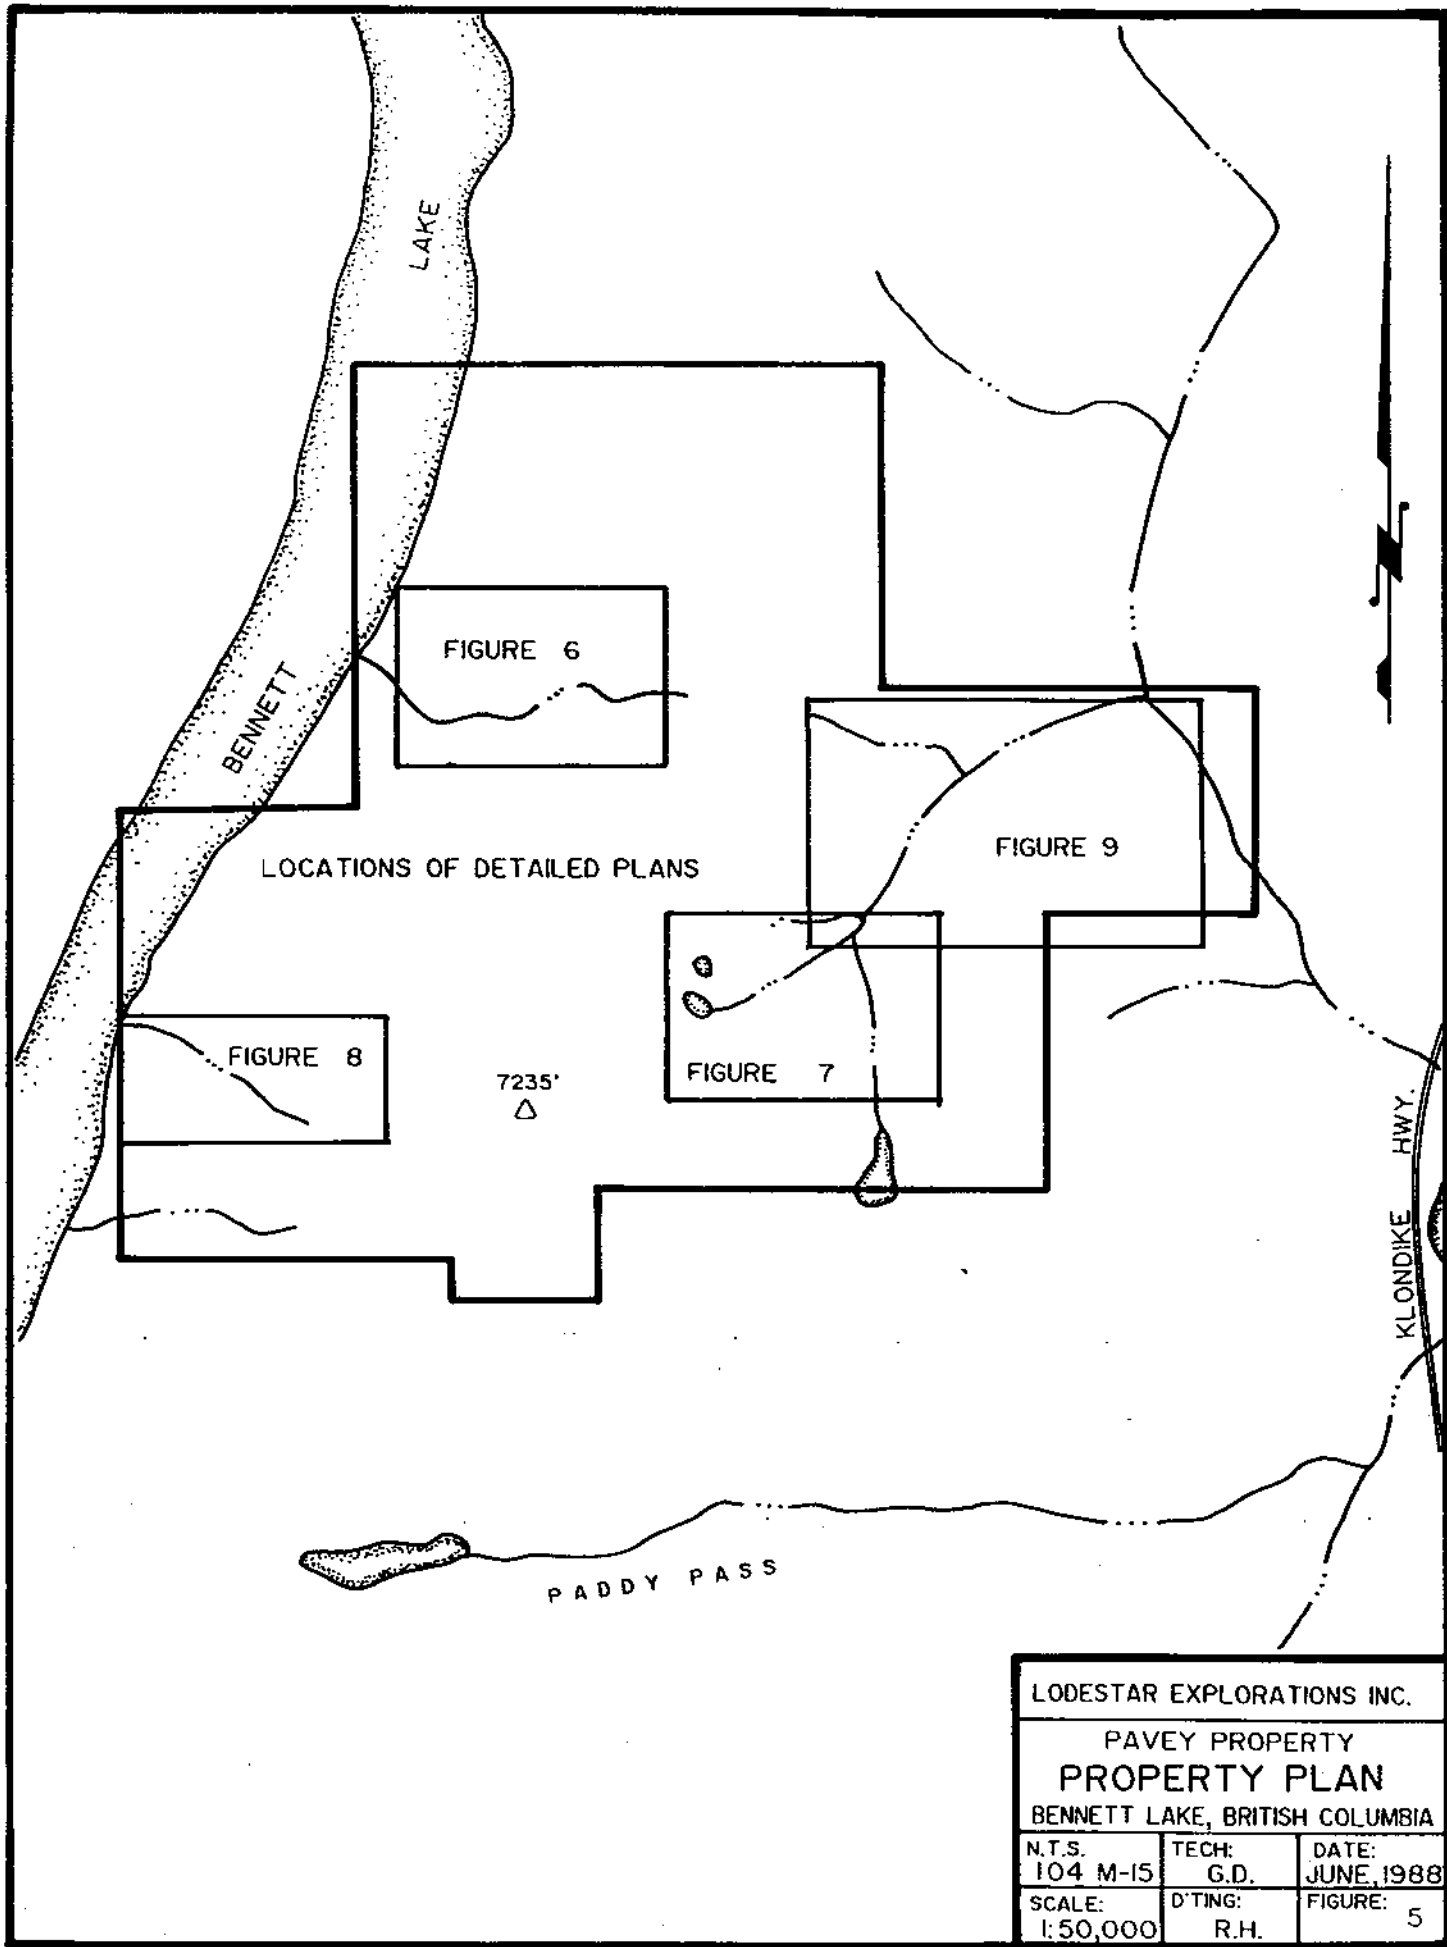 LAKE
BENNETT
FIGURE 6
FIGURE 9
LOCATIONS OF DETAILED PLANS
FIGURE 8
7235'
FIGURE 7
KLONDIKE HWY.
PADDY PASS
LODESTAR EXPLORATIONS INC.
PAVEY PROPERTY
PROPERTY PLAN
BENNETT LAKE, BRITISH COLUMBIA
N.T.S.
104 M-15
TECH:
G.D.
DATE:
JUNE, 1988
SCALE:
1:50,000
D'TING:
R.H.
FIGURE: 5